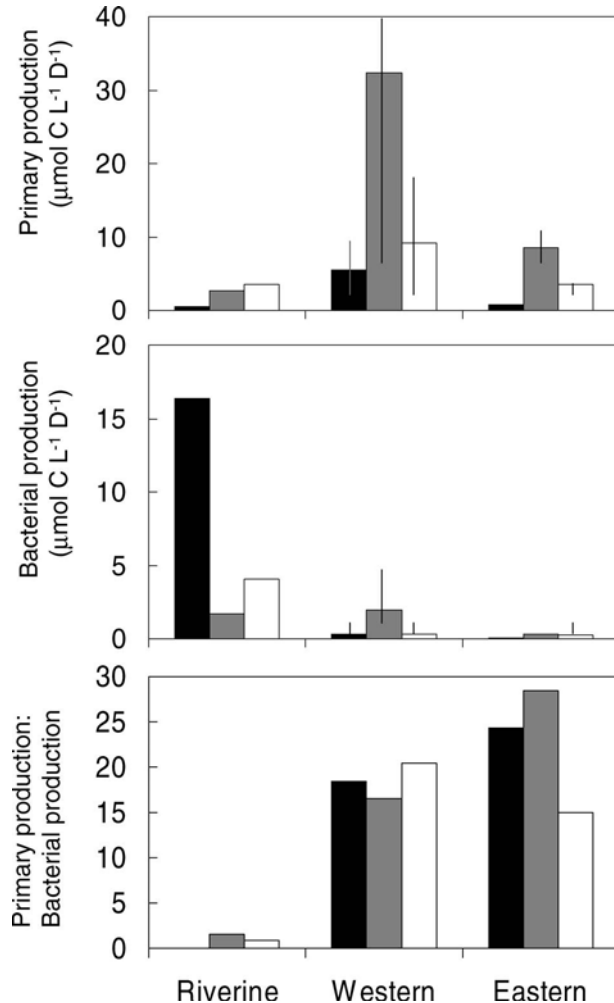 Primary production
(μmol C L-1 D-1)
40
30
20
10
0
Bacterial production
(μmol C L-1 D-1)
20
15
10
5
0
Primary production:
Bacterial production
30
25
20
15
10
5
0
Riverine Western Eastern